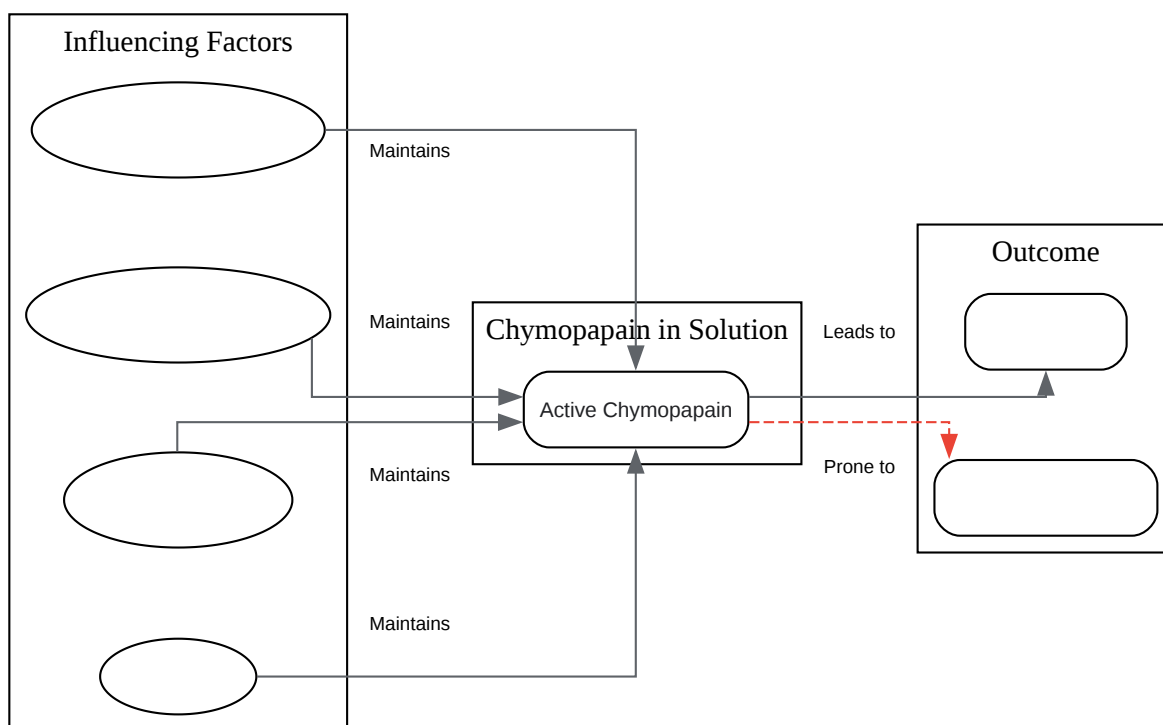 Influencing Factors
Maintains
Maintains
Maintains
Maintains
Chymopapain in Solution
Active Chymopapain
Leads to
Prone to
Outcome